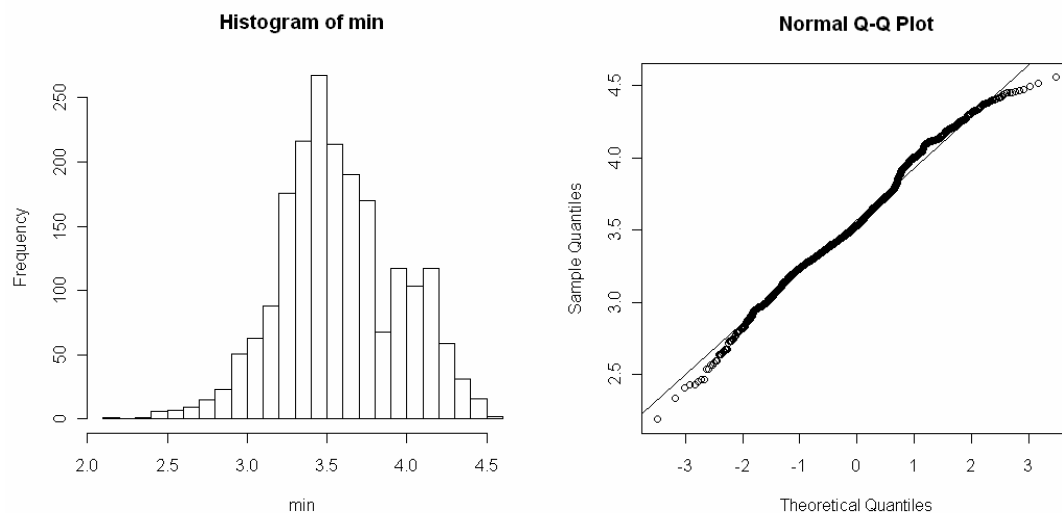 Histogram of min
Frequency
250
200
150
100
50
0
2.0 2.5 3.0 3.5 4.0 4.5
min
Normal Q-Q Plot
Sample Quantiles
4.5
4.0
3.5
3.0
2.5
-3 -2 -1 0 1 2 3
Theoretical Quantiles